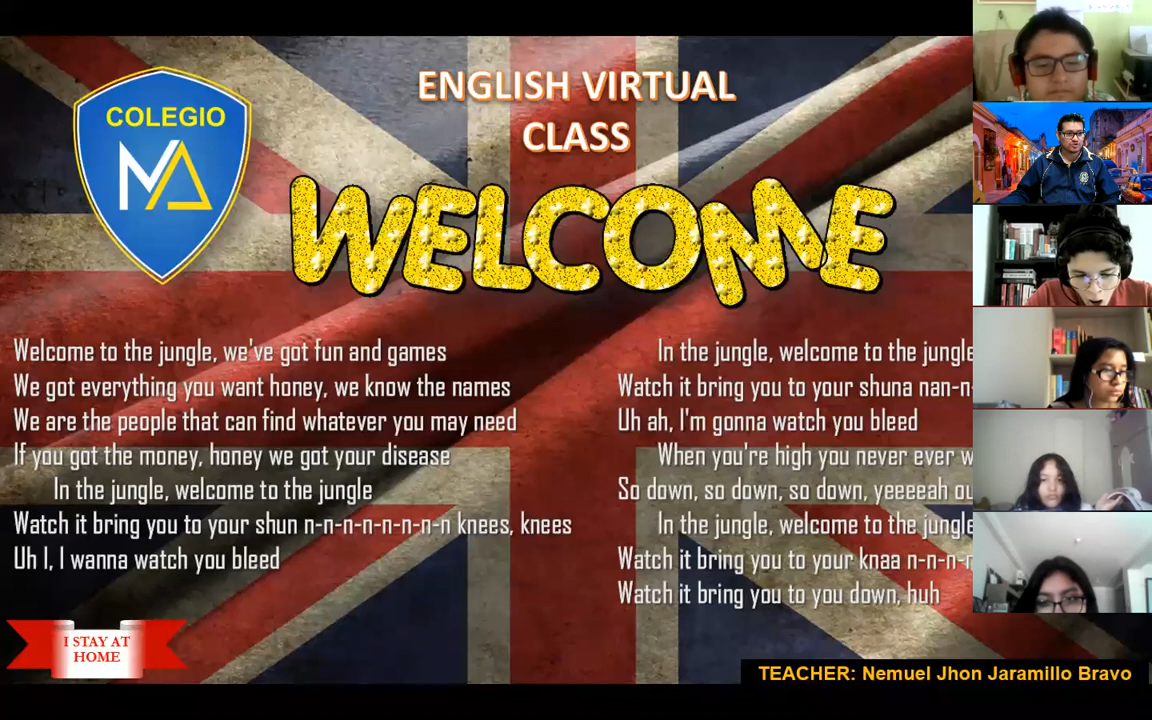 ENGLISH VIRTUAL
CLASS
COLEGIO
MA
WELCOME
Welcome to the jungle, we've got fun and games
We got everything you want honey, we know the names
We are the people that can find whatever you may need
If you got the money, honey we got your disease
In the jungle, welcome to the jungle
Watch it bring you to your shun n-n-n-n-n-n-n-n knees, knees
Uh I, I wanna watch you bleed
In the jungle, welcome to the jungle
Watch it bring you to your shuna nan-n-
Uh ah, I'm gonna watch you bleed
When you're high you never ever
So down, so down, so down, yeeeeah
In the jungle, welcome to the jungle
Watch it bring you to your knaa n-n-n-
Watch it bring you to you down, huh
I STAY AT
HOME
TEACHER: Nemuel Jhon Jaramillo Bravo